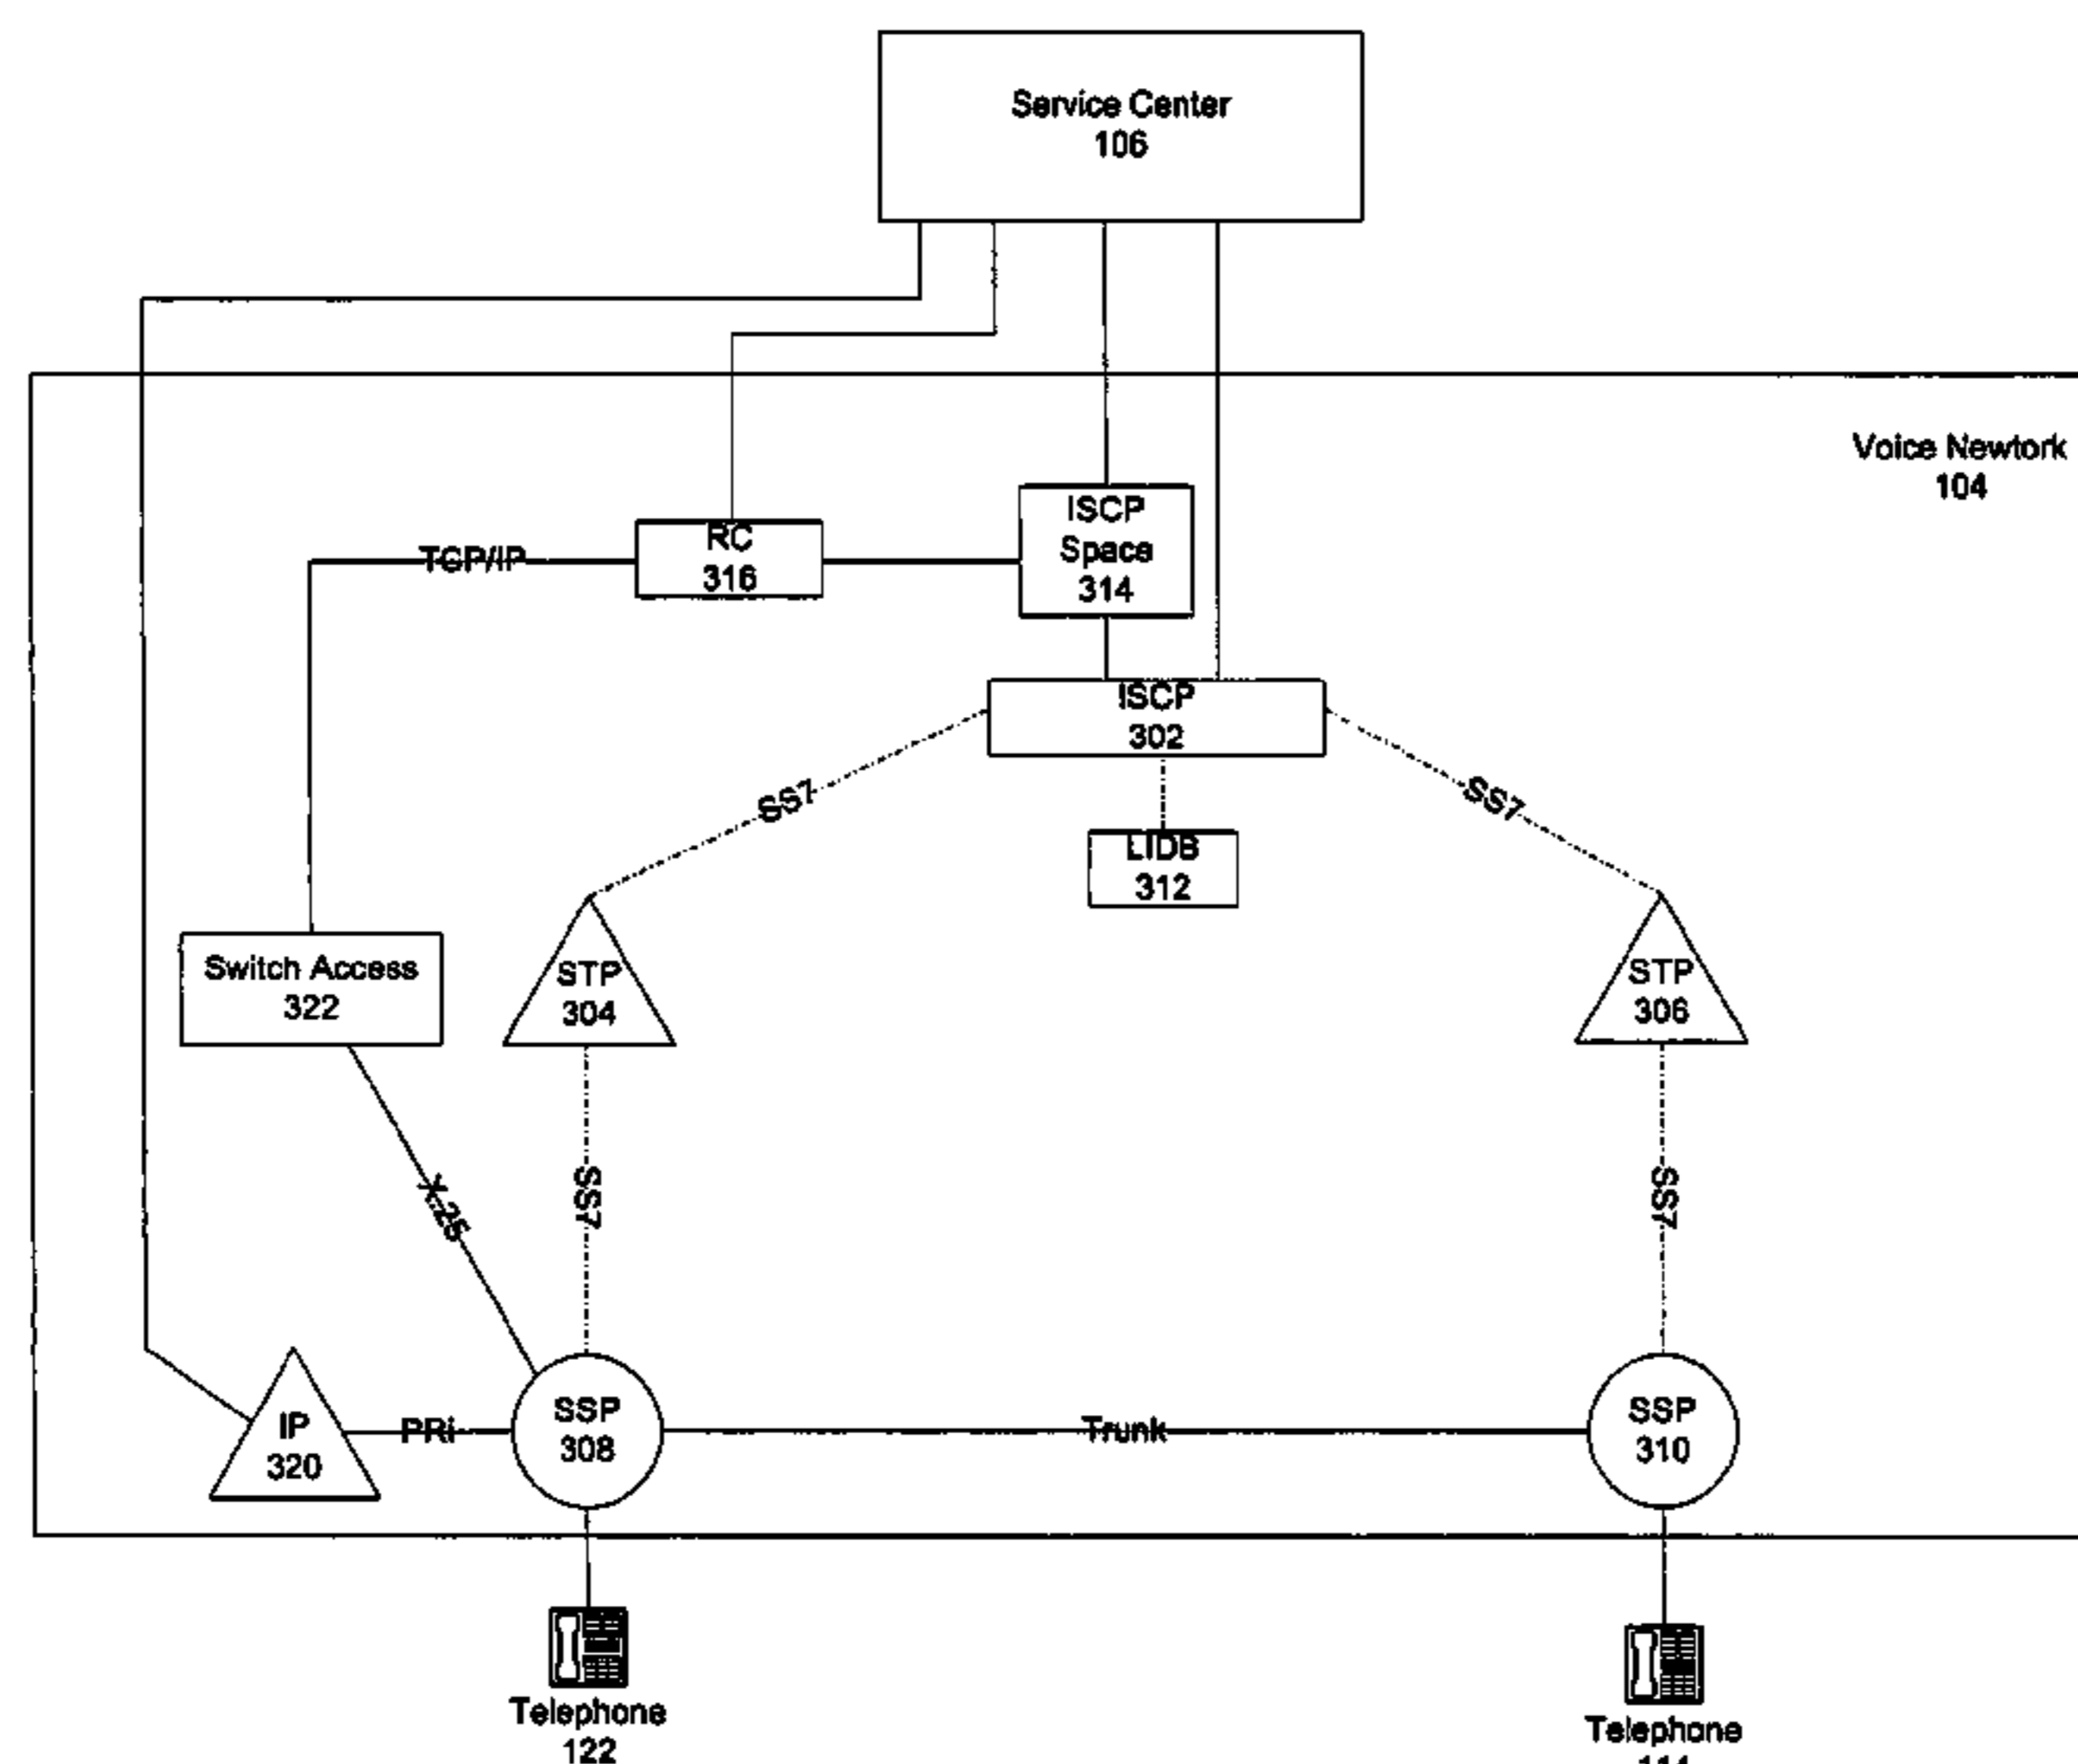 Service Center
106
Voice Newtork
104
ISCP
Space
314
RC
316
TCP/IP
ISCP
302
SS7
SS7
LIDB
312
Switch Access
322
STP
304
STP
306
X.25
SS7
SS7
IP
320
PRi
SSP
308
Trunk
SSP
310
Telephone
122
Telephone